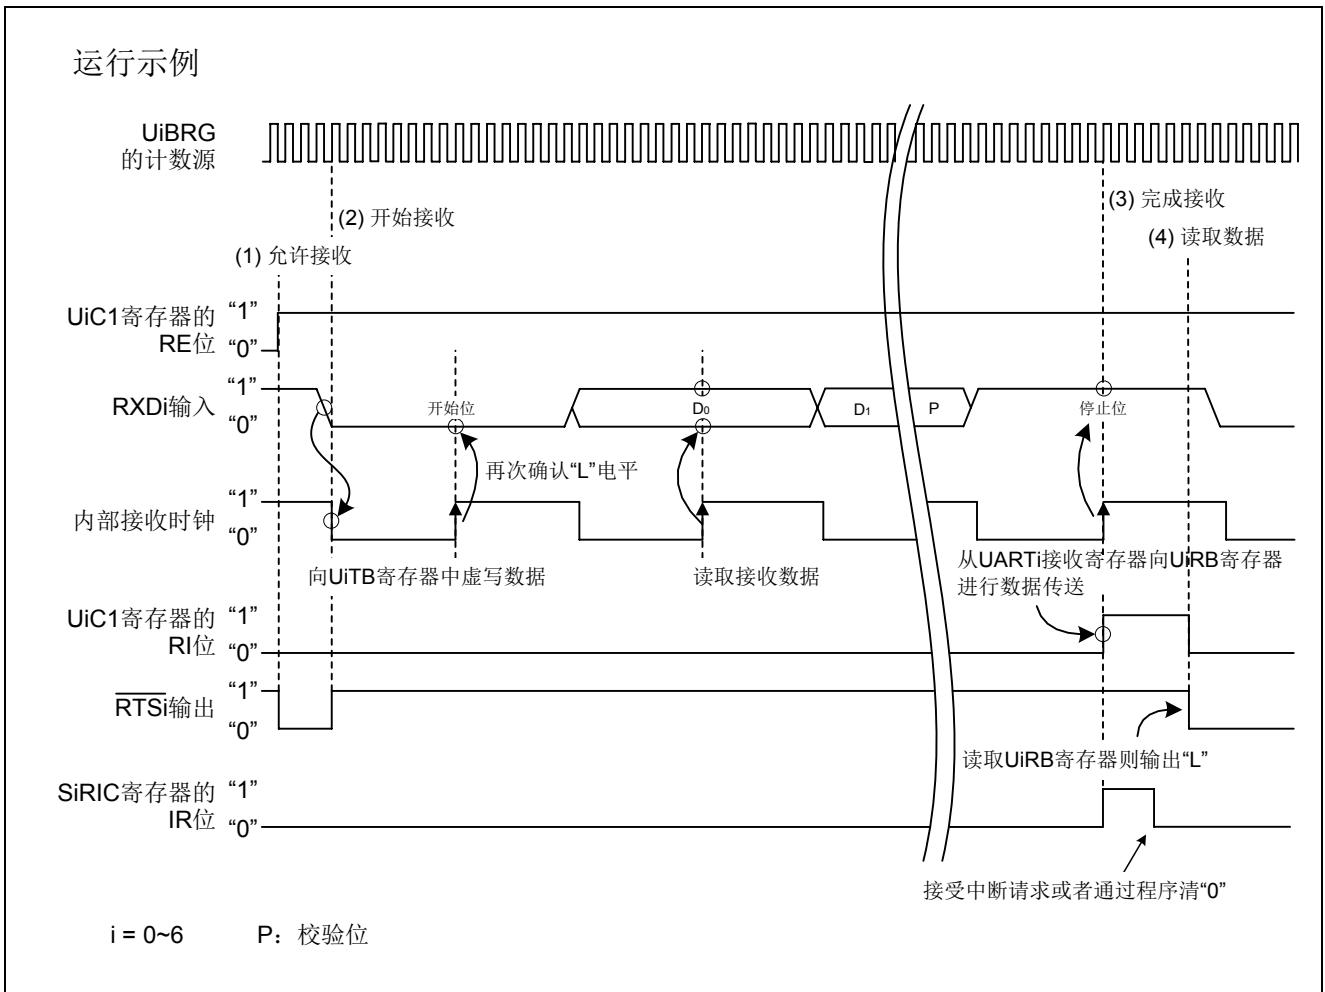 运行示例
UiBRG
的计数源
(2) 开始接收
(3) 完成接收
(1) 允许接收
(4) 读取数据
UiC1寄存器的 “1”
RE位 “0”
“1”
RXDi输入
“0”
开始位
D0
D1
P
停止位
再次确认“L”电平
“1”
内部接收时钟
“0”
向UiTB寄存器中虚写数据
读取接收数据
从UARTi接收寄存器向UiRB寄存器
进行数据传送
UiC1寄存器的 “1”
RI位 “0”
“1”
RTSi输出
“0”
读取UiRB寄存器则输出“L”
SiRIC寄存器的 “1”
IR位 “0”
接受中断请求或者通过程序清“0”
i = 0~6 P：校验位